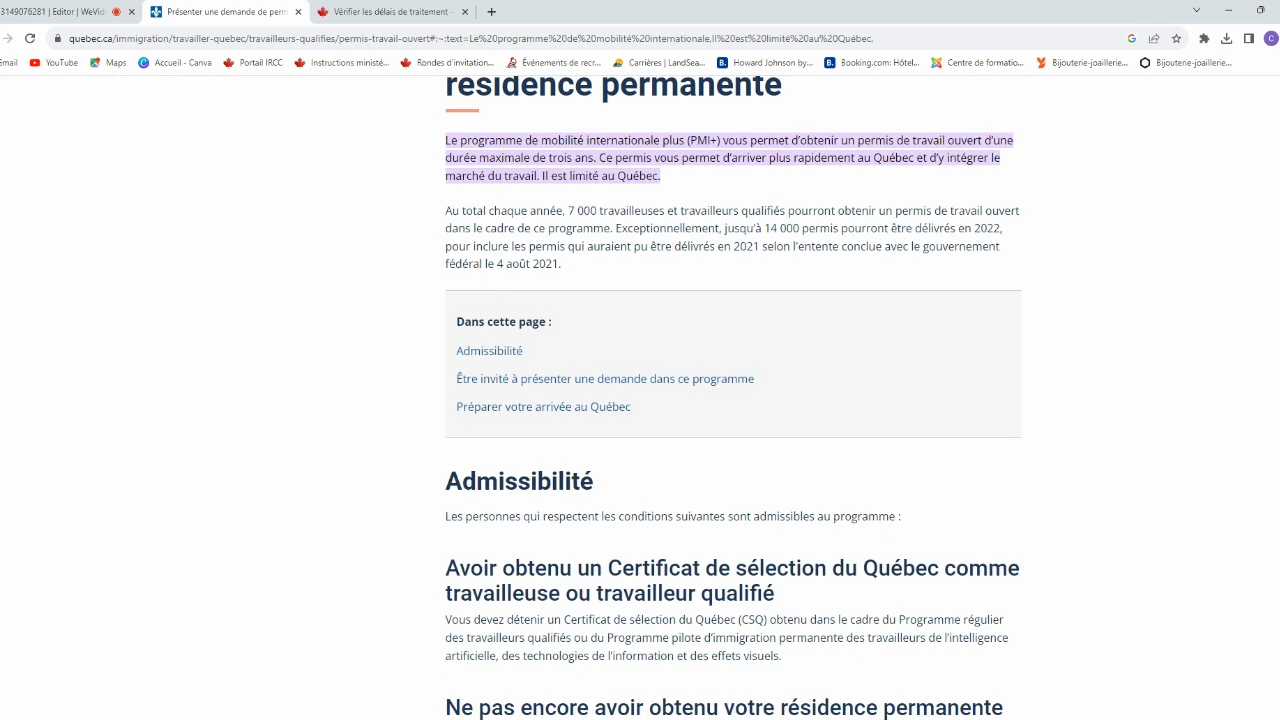 3149076281 | Editor | WeVide
Présenter une demande de perm
Vérifier les délais de traitement -
quebec.ca/immigration/travailler-quebec/travailleurs-qualifies/permis-travail-ouvert#:~:text=Le%20programme%20de%20mobilité%20internationale,Il%20est%20limité%20au%20Québec.
Gmail YouTube Maps Accueil - Canva Portail IRCC Instructions ministé... Rondes d'invitation... Événements de recr... Carrières | LandSea... Howard Johnson by... Booking.com: Hôtel... Centre de formatio... Bijouterie-joaillerie... Bijouterie-joaillerie...
résidence permanente
Le programme de mobilité internationale plus (PMI+) vous permet d'obtenir un permis de travail ouvert d'une
durée maximale de trois ans. Ce permis vous permet d'arriver plus rapidement au Québec et d'y intégrer le
marché du travail. Il est limité au Québec.
Au total chaque année, 7 000 travailleuses et travailleurs qualifiés pourront obtenir un permis de travail ouvert
dans le cadre de ce programme. Exceptionnellement, jusqu'à 14 000 permis pourront être délivrés en 2022,
pour inclure les permis qui auraient pu être délivrés en 2021 selon l'entente conclue avec le gouvernement
fédéral le 4 août 2021.
Dans cette page :
Admissibilité
Être invité à présenter une demande dans ce programme
Préparer votre arrivée au Québec
Admissibilité
Les personnes qui respectent les conditions suivantes sont admissibles au programme :
Avoir obtenu un Certificat de sélection du Québec comme
travailleuse ou travailleur qualifié
Vous devez détenir un Certificat de sélection du Québec (CSQ) obtenu dans le cadre du Programme régulier
des travailleurs qualifiés ou du Programme pilote d'immigration permanente des travailleurs de l'intelligence
artificielle, des technologies de l'information et des effets visuels.
Ne pas encore avoir obtenu votre résidence permanente